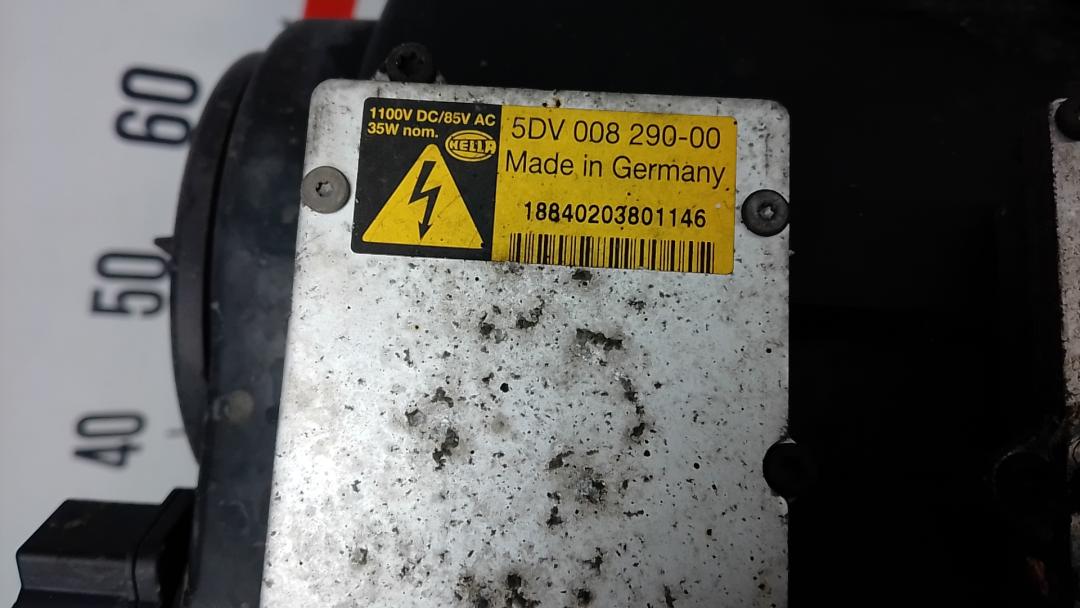 1100V DC/85V AC
35W nom.
HELLA
5DV 008 290-00
Made in Germany
18840203801146
60
50
40